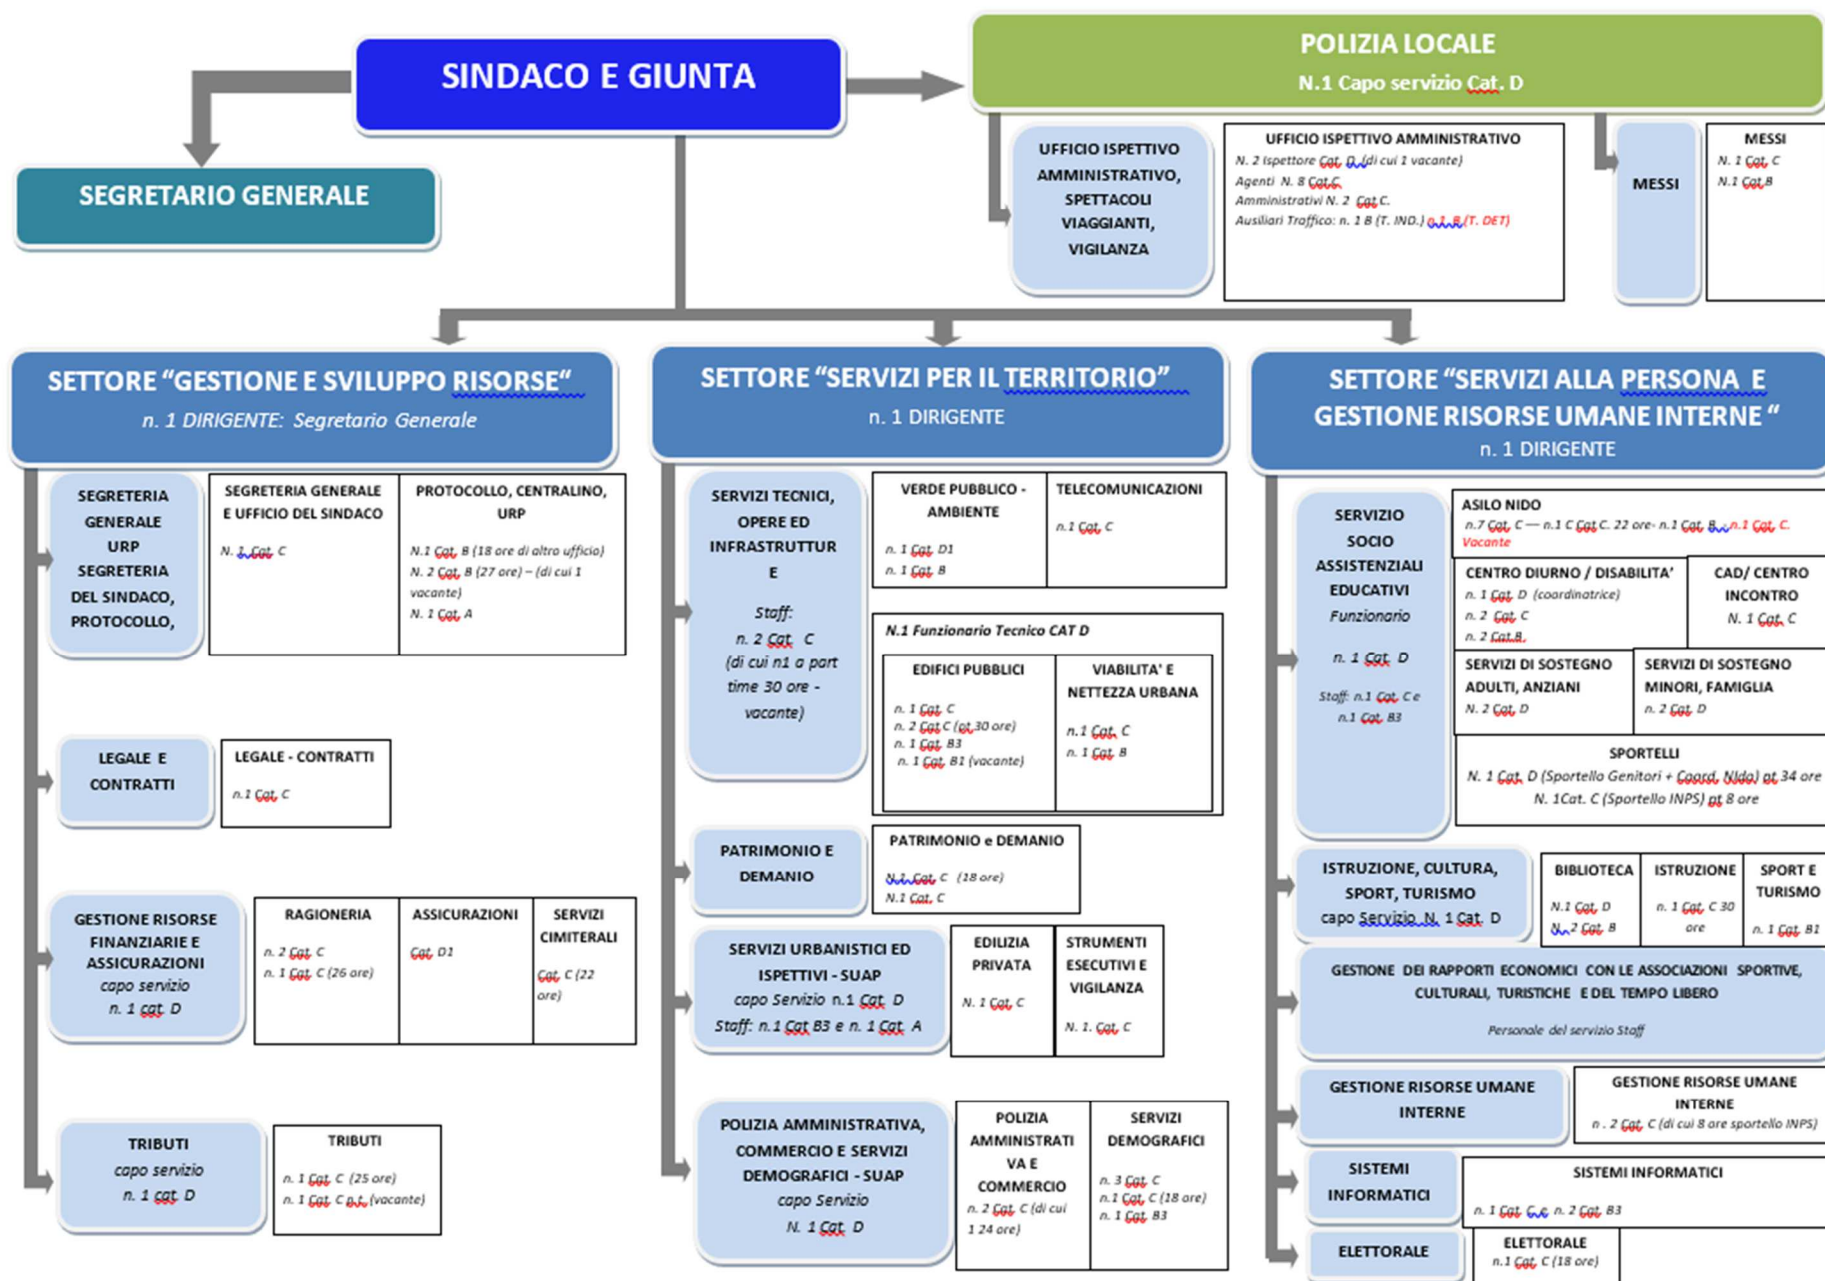 SINDACO E GIUNTA
POLIZIA LOCALE
N.1 Capo servizio Cat. D
SEGRETARIO GENERALE
UFFICIO ISPETTIVO
AMMINISTRATIVO,
SPETTACOLI
VIAGGIANTI,
VIGILANZA
UFFICIO ISPETTIVO AMMINISTRATIVO
N. 2 Ispettore Cat. D. (di cui 1 vacante)
Agenti N. 8 Cat.C.
Amministrativi N. 2 Cat C.
Ausiliari Traffico: n. 1 B (T. IND.) n.1 B (T. DET)
MESSI
MESSI
N. 1 Cat. C
N.1 Cat.B
SETTORE “GESTIONE E SVILUPPO RISORSE“
n. 1 DIRIGENTE: Segretario Generale
SEGRETERIA
GENERALE
URP
SEGRETERIA
DEL SINDACO,
PROTOCOLLO,
SEGRETERIA GENERALE
E UFFICIO DEL SINDACO
N. 1 Cat. C
PROTOCOLLO, CENTRALINO,
URP
N.1 Cat. B (18 ore di altro ufficio)
N. 2 Cat. B (27 ore) – (di cui 1
vacante)
N. 1 Cat. A
LEGALE E
CONTRATTI
LEGALE - CONTRATTI
n.1 Cat. C
GESTIONE RISORSE
FINANZIARIE E
ASSICURAZIONI
capo servizio
n. 1 cat. D
RAGIONERIA
n. 2 Cat. C
n. 1 Cat. C (26 ore)
ASSICURAZIONI
Cat. D1
SERVIZI
CIMITERALI
Cat. C (22
ore)
TRIBUTI
capo servizio
n. 1 cat. D
TRIBUTI
n. 1 Cat. C (25 ore)
n. 1 Cat. C p.t. (vacante)
SETTORE “SERVIZI PER IL TERRITORIO”
n. 1 DIRIGENTE
SERVIZI TECNICI,
OPERE ED
INFRASTRUTTUR
E
Staff:
n. 2 Cat. C
(di cui n1 a part
time 30 ore -
vacante)
VERDE PUBBLICO -
AMBIENTE
n. 1 Cat. D1
n. 1 Cat. B
TELECOMUNICAZIONI
n.1 Cat. C
N.1 Funzionario Tecnico CAT D
EDIFICI PUBBLICI
n. 1 Cat. C
n. 2 Cat.C (pt.30 ore)
n. 1 Cat. B3
n. 1 Cat. B1 (vacante)
VIABILITA' E
NETTEZZA URBANA
n.1 Cat. C
n. 1 Cat. B
PATRIMONIO E
DEMANIO
PATRIMONIO e DEMANIO
N.1 Cat. C (18 ore)
N.1 Cat. C
SERVIZI URBANISTICI ED
ISPETTIVI - SUAP
capo Servizio n.1 Cat. D
Staff: n.1 Cat B3 e n. 1 Cat. A
EDILIZIA
PRIVATA
N. 1 Cat. C
STRUMENTI
ESECUTIVI E
VIGILANZA
N. 1. Cat. C
POLIZIA AMMINISTRATIVA,
COMMERCIO E SERVIZI
DEMOGRAFICI - SUAP
capo Servizio
N. 1 Cat. D
POLIZIA
AMMINISTRATI
VA E
COMMERCIO
n. 2 Cat. C (di cui
1 24 ore)
SERVIZI
DEMOGRAFICI
n. 3 Cat. C
n.1 Cat. C (18 ore)
n. 1 Cat. B3
SETTORE “SERVIZI ALLA PERSONA E
GESTIONE RISORSE UMANE INTERNE “
n. 1 DIRIGENTE
SERVIZIO
SOCIO
ASSISTENZIALI
EDUCATIVI
Funzionario
n. 1 Cat. D
Staff: n.1 Cat. C e
n.1 Cat. B3
ASILO NIDO
n.7 Cat. C — n.1 C Cat C. 22 ore- n.1 Cat. B. - n.1 Cat. C.
Vacante
CENTRO DIURNO / DISABILITA’
n. 1 Cat. D (coordinatrice)
n. 2 Cat. C
n. 2 Cat.B.
CAD/ CENTRO
INCONTRO
N. 1 Cat. C
SERVIZI DI SOSTEGNO
ADULTI, ANZIANI
N. 2 Cat. D
SERVIZI DI SOSTEGNO
MINORI, FAMIGLIA
n. 2 Cat. D
SPORTELLI
N. 1 Cat. D (Sportello Genitori + Coord. NIdo) pt 34 ore
N. 1Cat. C (Sportello INPS) pt 8 ore
ISTRUZIONE, CULTURA,
SPORT, TURISMO
capo Servizio N. 1 Cat. D
BIBLIOTECA
N.1 Cat. D
N. 2 Cat. B
ISTRUZIONE
n. 1 Cat. C 30
ore
SPORT E
TURISMO
n. 1 Cat. B1
GESTIONE DEI RAPPORTI ECONOMICI CON LE ASSOCIAZIONI SPORTIVE,
CULTURALI, TURISTICHE E DEL TEMPO LIBERO
Personale del servizio Staff
GESTIONE RISORSE UMANE
INTERNE
GESTIONE RISORSE UMANE
INTERNE
n . 2 Cat. C (di cui 8 ore sportello INPS)
SISTEMI
INFORMATICI
SISTEMI INFORMATICI
n. 1 Cat. C e n. 2 Cat. B3
ELETTORALE
ELETTORALE
n.1 Cat. C (18 ore)